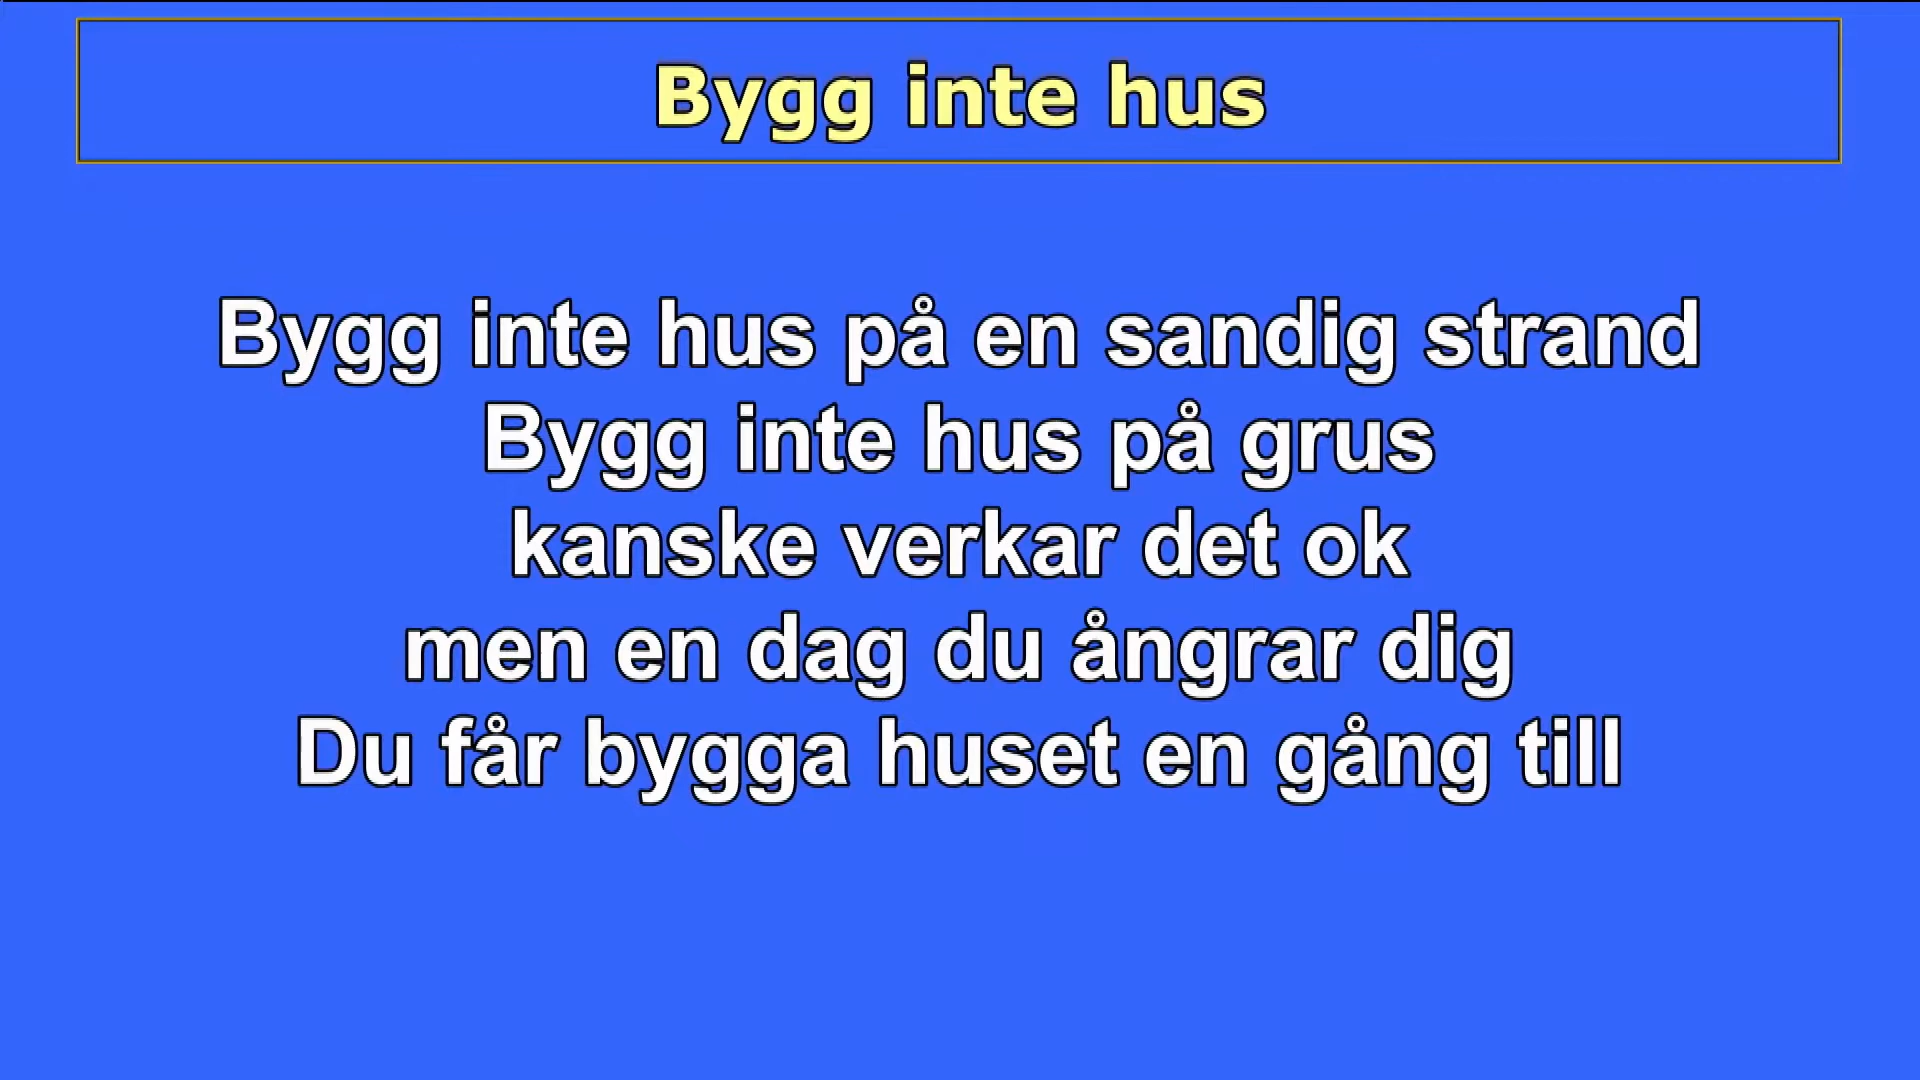 Bygg inte hus
Bygg inte hus på en sandig strand
Bygg inte hus på grus
kanske verkar det ok
men en dag du ångrar dig
Du får bygga huset en gång till